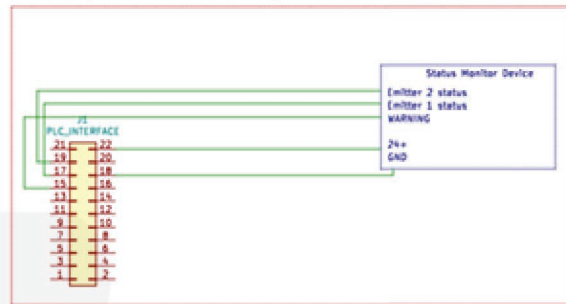 Status Monitor Device
Emitter 2 status
Emitter 1 status
WARNING
24+
GND
J1
PLC_INTERFACE
21 22
19 20
17 18
15 16
13 14
11 12
9 10
7 8
5 6
3 4
1 2